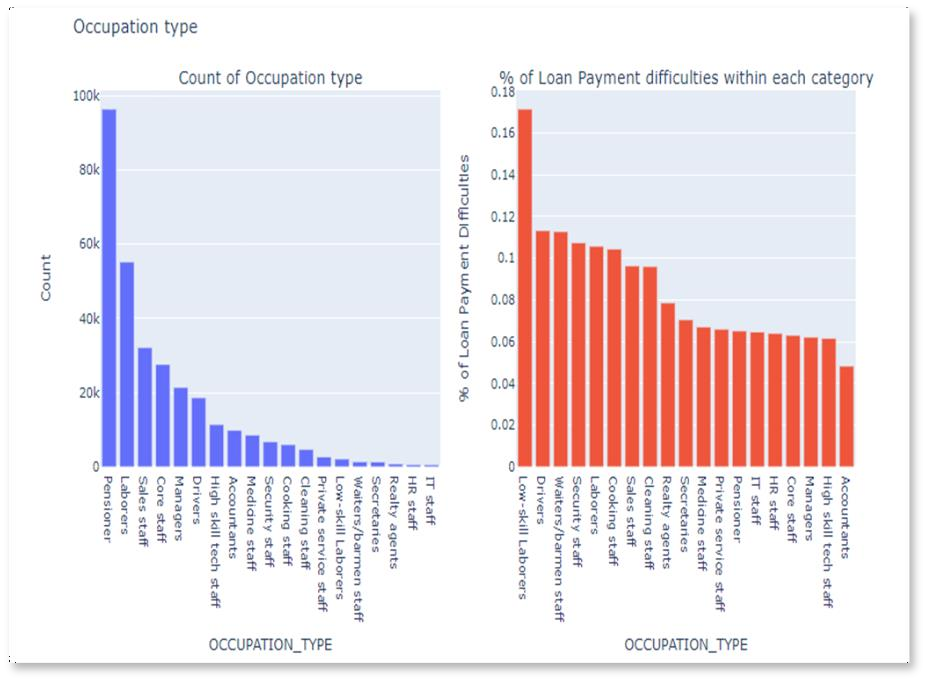 Occupation type
Count of Occupation type
Count
100k
80k
60k
40k
20k
0
Pensioner
Laborers
Sales staff
Core staff
Managers
Drivers
High skill tech staff
Accountants
Medicine staff
Security staff
Cooking staff
Cleaning staff
Private service staff
Low-skill Laborers
Waiters/barmen staff
Secretaries
Realty agents
HR staff
IT staff
OCCUPATION_TYPE
% of Loan Payment difficulties within each category
% of Loan Payment Difficulties
0.18
0.16
0.14
0.12
0.1
0.08
0.06
0.04
0.02
0
Low-skill Laborers
Drivers
Waiters/barmen staff
Security staff
Laborers
Cooking staff
Sales staff
Cleaning staff
Realty agents
Secretaries
Medicine staff
Private service staff
Pensioner
IT staff
HR staff
Core staff
Managers
High skill tech staff
Accountants
OCCUPATION_TYPE